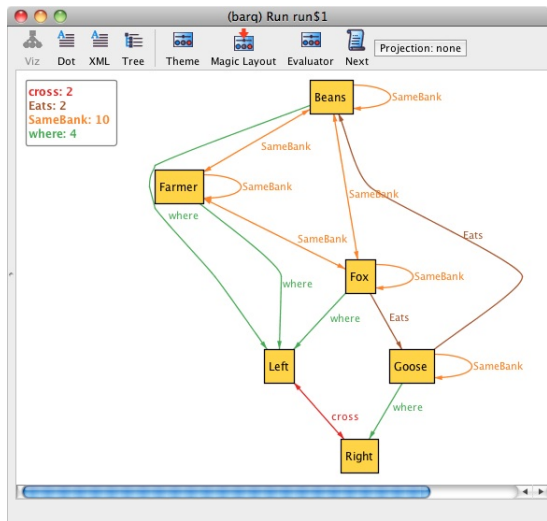 (barq) Run run$1
Viz Dot XML Tree Theme Magic Layout Evaluator Next Projection: none
cross: 2
Eats: 2
SameBank: 10
where: 4
Beans
SameBank
SameBank
Farmer
SameBank
SameBank
where
Eats
SameBank
Fox
SameBank
where
where
Eats
Left
Goose
SameBank
where
cross
Right